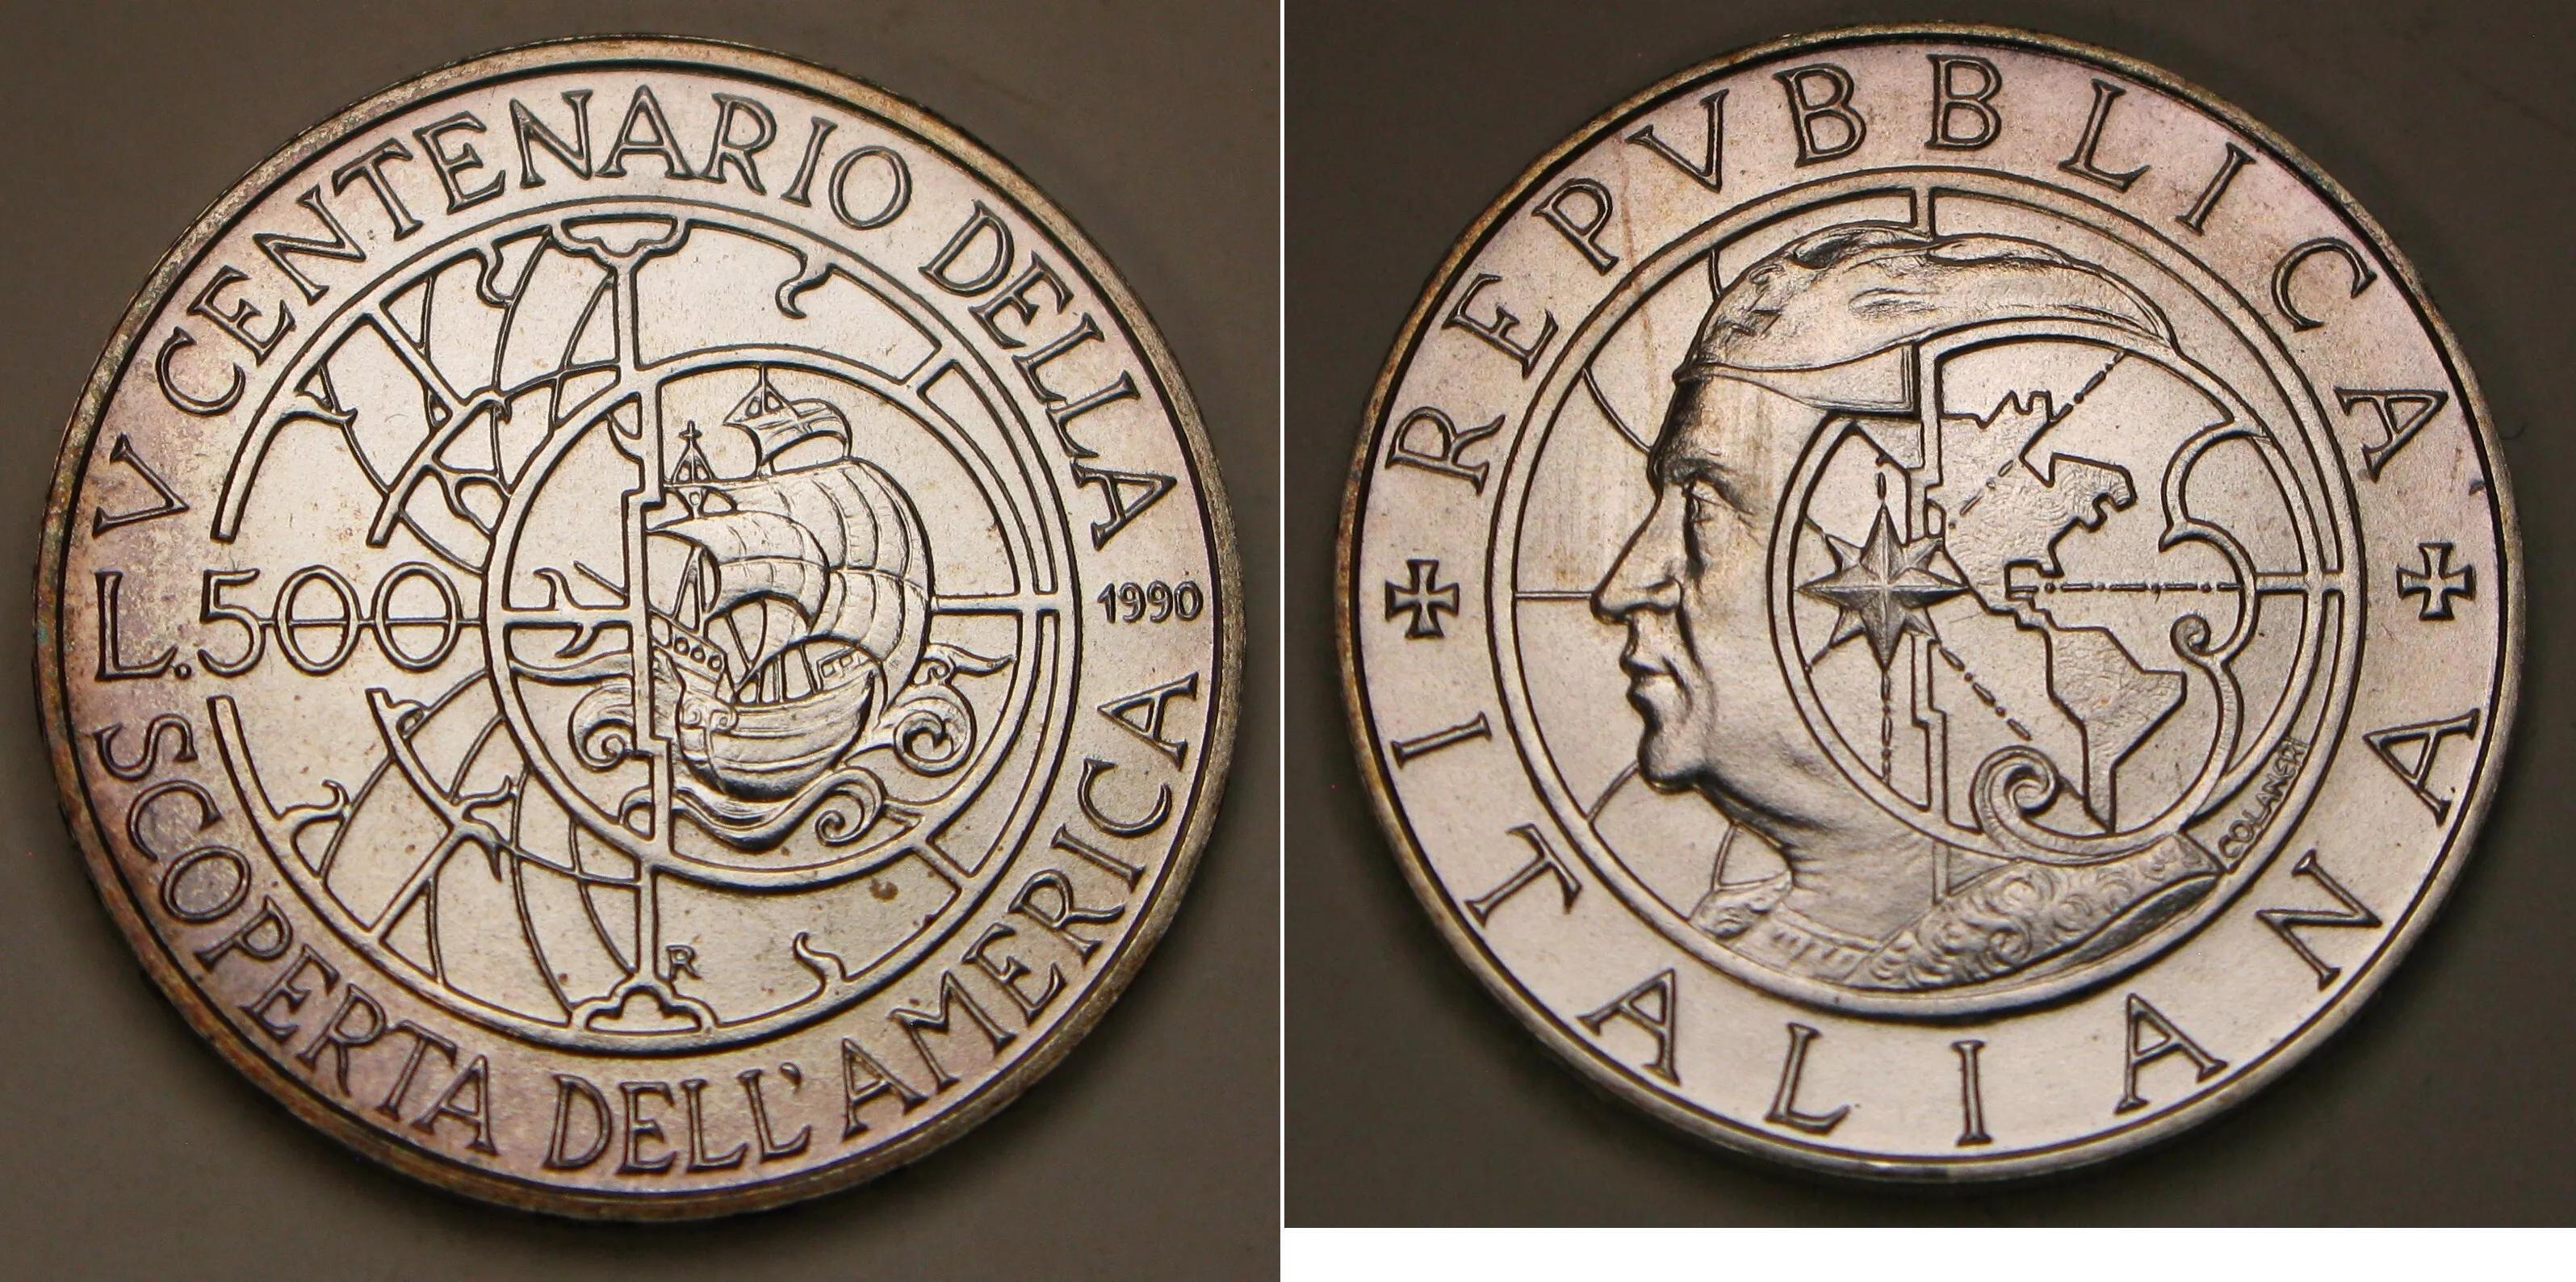 V CENTENARIO DELLA
SCOPERTA DELL'AMERICA
L.500
1990
R
REPVBBLICA
ITALIANA
COLANERI